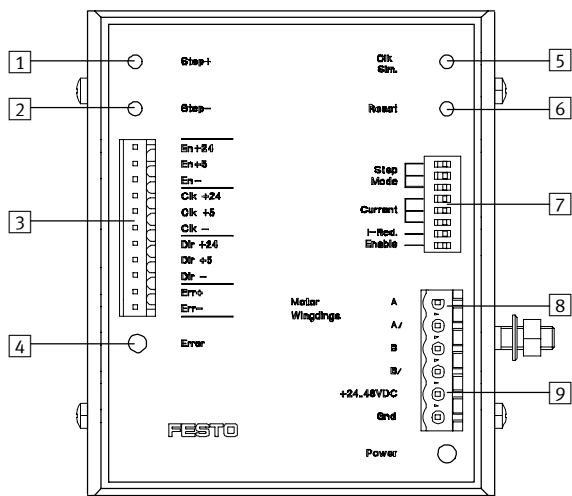 1
Step+
2
Step-
3
En+24
En+5
En-
Clk +24
Clk +5
Clk -
Dir +24
Dir +5
Dir -
Err+
Err-
4
Error
FESTO
Clk
Sim.
5
Reset
6
Step
Mode
Current
I-Red.
Enable
7
Motor
Wingdings
A
A/
B
B/
8
+24..48VDC
Gnd
9
Power